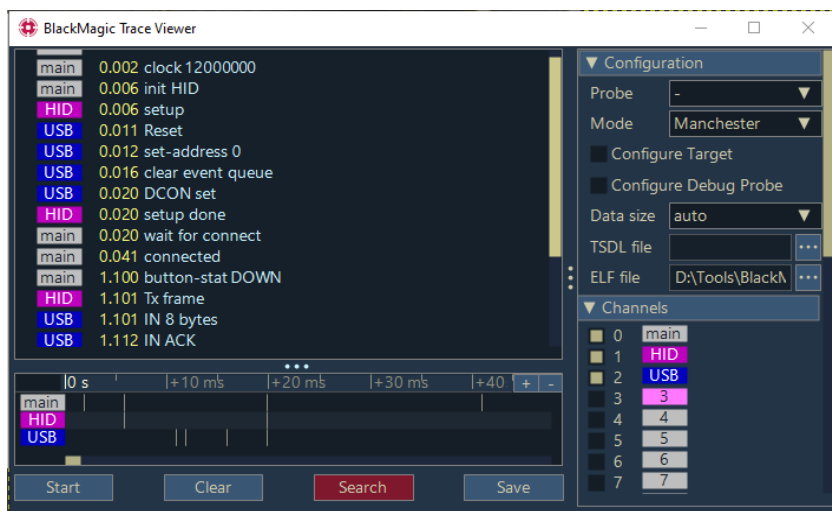 BlackMagic Trace Viewer
main 0.002 clock 12000000
main 0.006 init HID
HID 0.006 setup
USB 0.011 Reset
USB 0.012 set-address 0
USB 0.016 clear event queue
USB 0.020 DCON set
HID 0.020 setup done
main 0.020 wait for connect
main 0.041 connected
main 1.100 button-stat DOWN
HID 1.101 Tx frame
USB 1.101 IN 8 bytes
USB 1.112 IN ACK
0 s +10 ms +20 ms +30 ms +40 + -
main
HID
USB
Start Clear Search Save
Configuration
Probe -
Mode Manchester
Configure Target
Configure Debug Probe
Data size auto
TSDL file ...
ELF file D:\Tools\Black ...
Channels
0 main
1 HID
2 USB
3 3
4 4
5 5
6 6
7 7